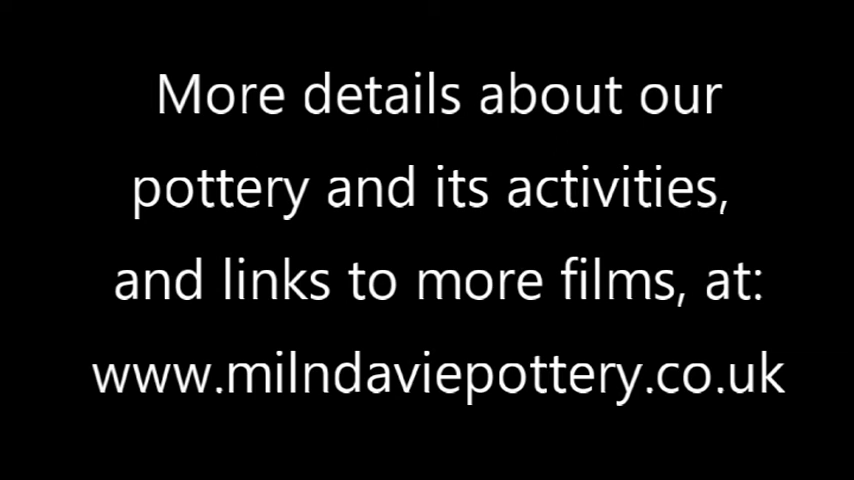 More details about our
pottery and its activities,
and links to more films, at:
www.milndaviepottery.co.uk